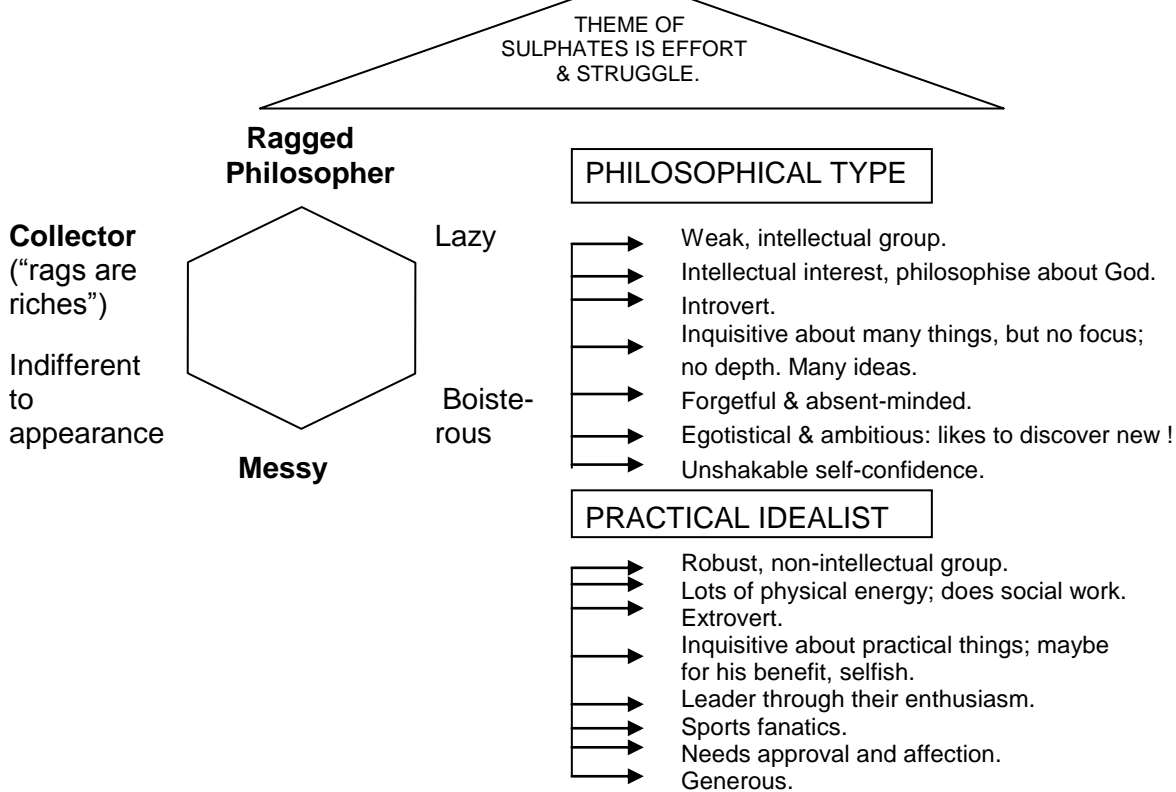 THEME OF
SULPHATES IS EFFORT
& STRUGGLE.
Ragged
Philosopher
Collector
("rags are
riches")
Lazy
Indifferent
to
appearance
Boiste-
rous
Messy
PHILOSOPHICAL TYPE
Weak, intellectual group.
Intellectual interest, philosophise about God.
Introvert.
Inquisitive about many things, but no focus;
no depth. Many ideas.
Forgetful & absent-minded.
Egotistical & ambitious: likes to discover new !
Unshakable self-confidence.
PRACTICAL IDEALIST
Robust, non-intellectual group.
Lots of physical energy; does social work.
Extrovert.
Inquisitive about practical things; maybe
for his benefit, selfish.
Leader through their enthusiasm.
Sports fanatics.
Needs approval and affection.
Generous.